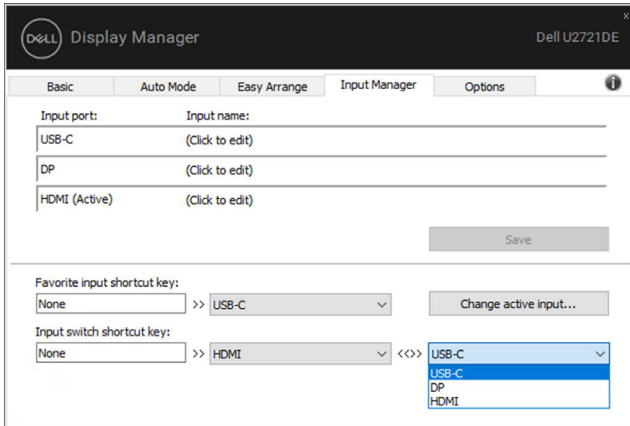 x
DELL Display Manager Dell U2721DE
Basic Auto Mode Easy Arrange Input Manager Options i
Input port: Input name:
USB-C (Click to edit)
DP (Click to edit)
HDMI (Active) (Click to edit)
Save
Favorite input shortcut key:
None >> USB-C Change active input...
Input switch shortcut key:
None >> HDMI <<>> USB-C
USB-C
DP
HDMI